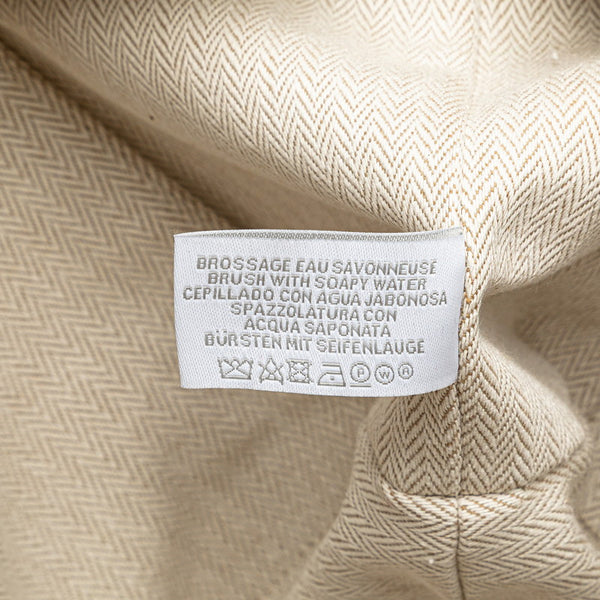 BROSSAGE EAU SAVONNEUSE
BRUSH WITH SOAPY WATER
CEPILLADO CON AGUA JABONOSA
SPAZZOLATURA CON
ACQUA SAPONATA
BÜRSTEN MIT SEIFENLAUGE
P W R